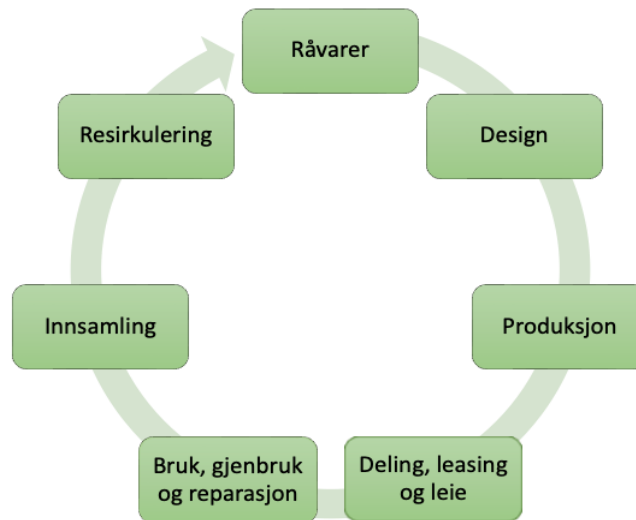 Råvarer
Design
Produksjon
Deling, leasing
og leie
Bruk, gjenbruk
og reparasjon
Innsamling
Resirkulering